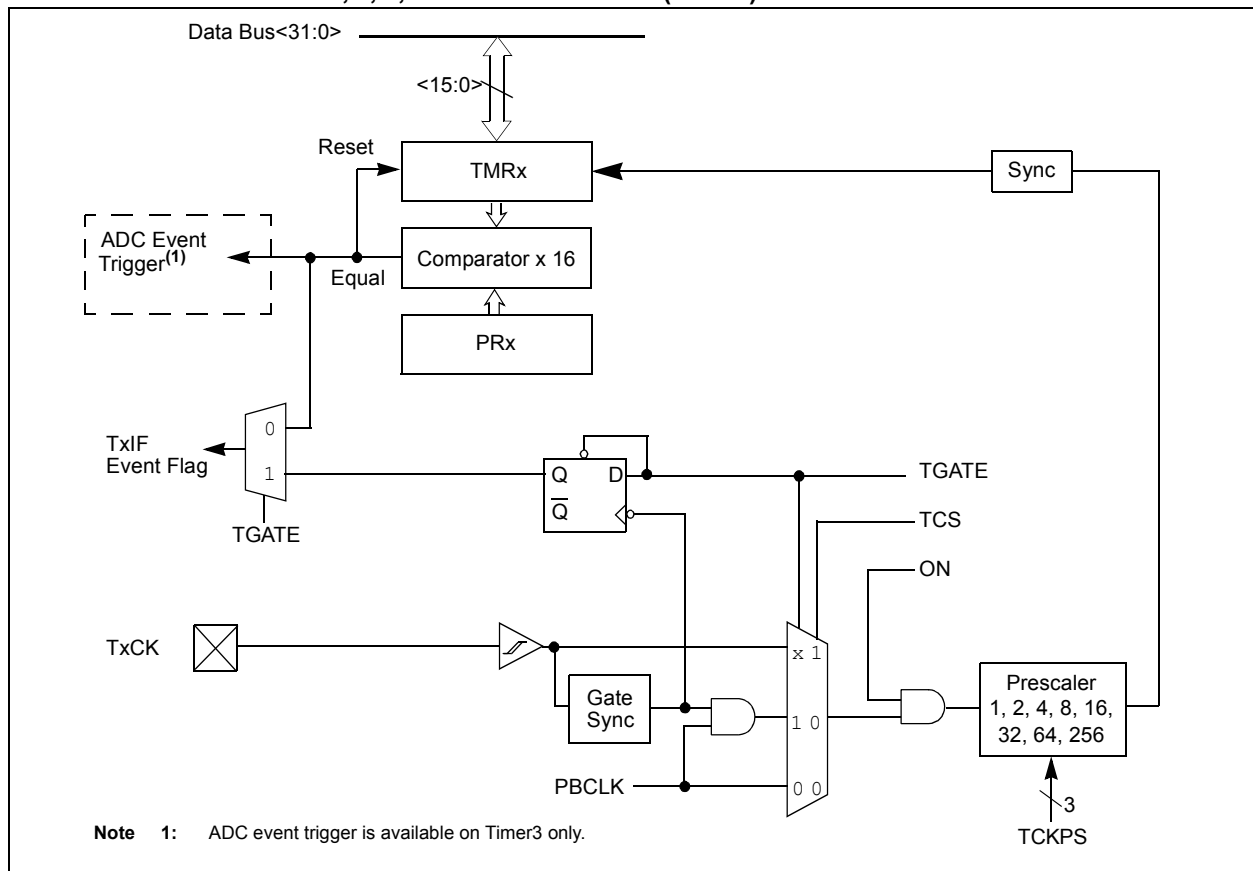 Data Bus<31:0>
<15:0>
Reset
TMRx
Sync
ADC Event
Trigger(1)
Equal
Comparator x 16
PRx
0
TxIF
Event Flag
1
Q
D
Q
TGATE
TGATE
TCS
ON
TxCK
x 1
Gate
Sync
1 0
Prescaler
1, 2, 4, 8, 16,
32, 64, 256
PBCLK
0 0
3
TCKPS
Note 1: ADC event trigger is available on Timer3 only.